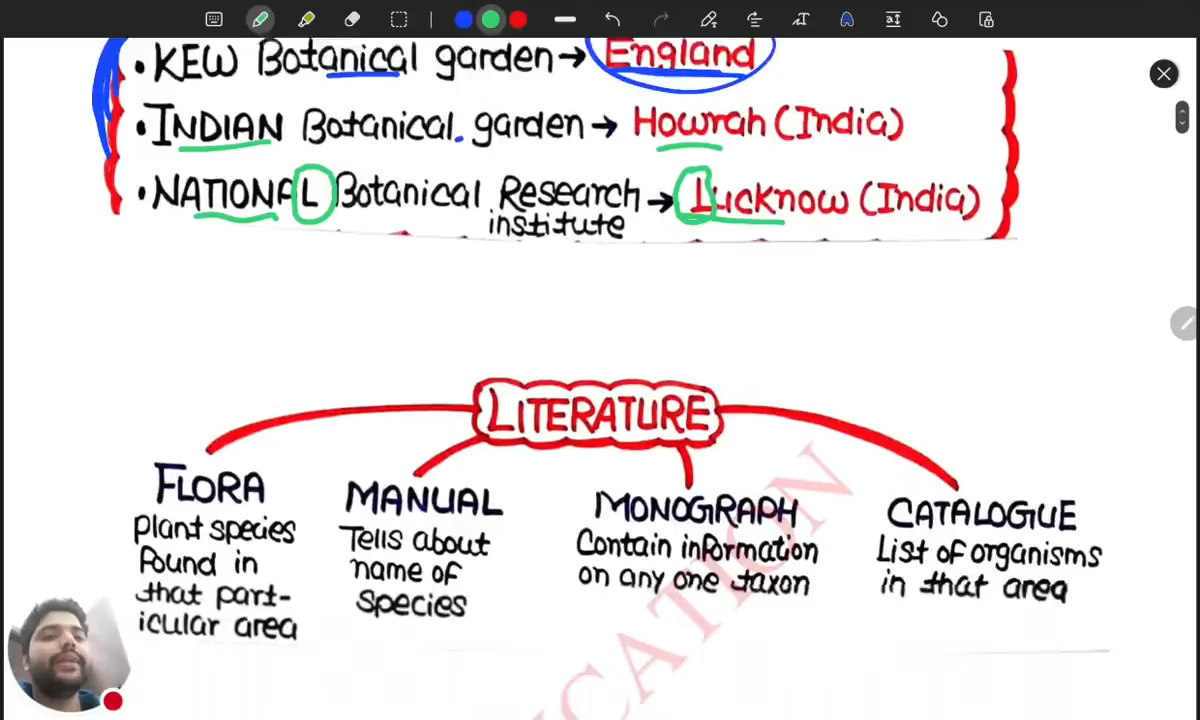 • KEW Botanical garden → England
• INDIAN Botanical garden → Howrah (India)
• NATIONAL Botanical Research → Lucknow (India)
institute
LITERATURE
FLORA
Plant species
found in
that part-
icular area
MANUAL
Tells about
name of
species
MONOGRAPH
Contain information
on any one taxon
CATALOGUE
List of organisms
in that area
ICATION